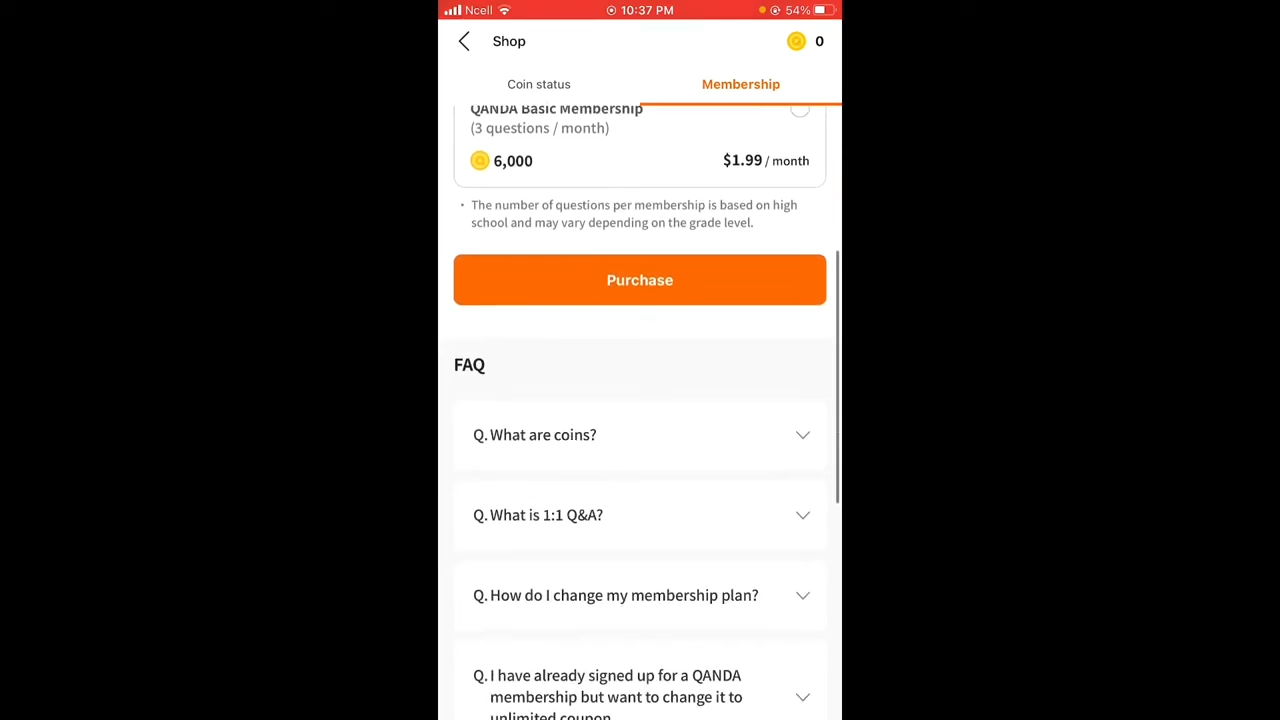 Ncell 10:37 PM 54%
Shop 0
Coin status Membership
QANDA Basic Membership
(3 questions / month)
6,000 $1.99 / month
• The number of questions per membership is based on high
school and may vary depending on the grade level.
Purchase
FAQ
Q. What are coins?
Q. What is 1:1 Q&A?
Q. How do I change my membership plan?
Q. I have already signed up for a QANDA
membership but want to change it to
unlimited coupon